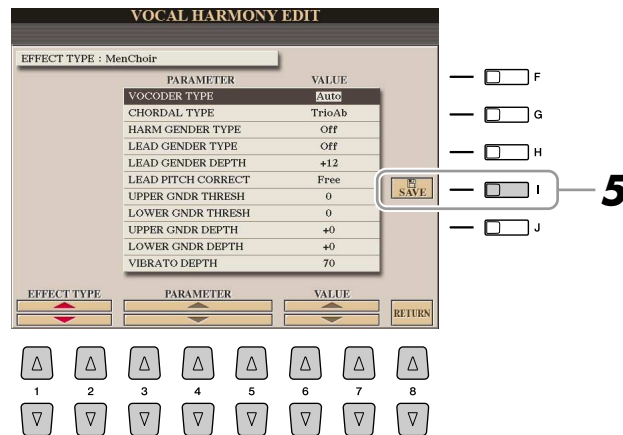 VOCAL HARMONY EDIT
EFFECT TYPE : MenChoir
PARAMETER VALUE
VOCODER TYPE Auto
CHORDAL TYPE TrioAb
HARM GENDER TYPE Off
LEAD GENDER TYPE Off
LEAD GENDER DEPTH +12
LEAD PITCH CORRECT Free
UPPER GNDR THRESH 0
LOWER GNDR THRESH 0
UPPER GNDR DEPTH +0
LOWER GNDR DEPTH +0
VIBRATO DEPTH 70
SAVE
EFFECT TYPE PARAMETER VALUE
RETURN
F
G
H
I
J
5
1 2 3 4 5 6 7 8